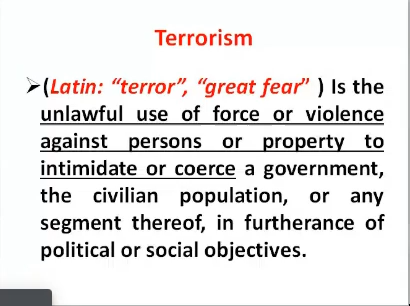 Terrorism
➢(Latin: “terror”, “great fear” ) Is the
unlawful use of force or violence
against persons or property to
intimidate or coerce a government,
the civilian population, or any
segment thereof, in furtherance of
political or social objectives.